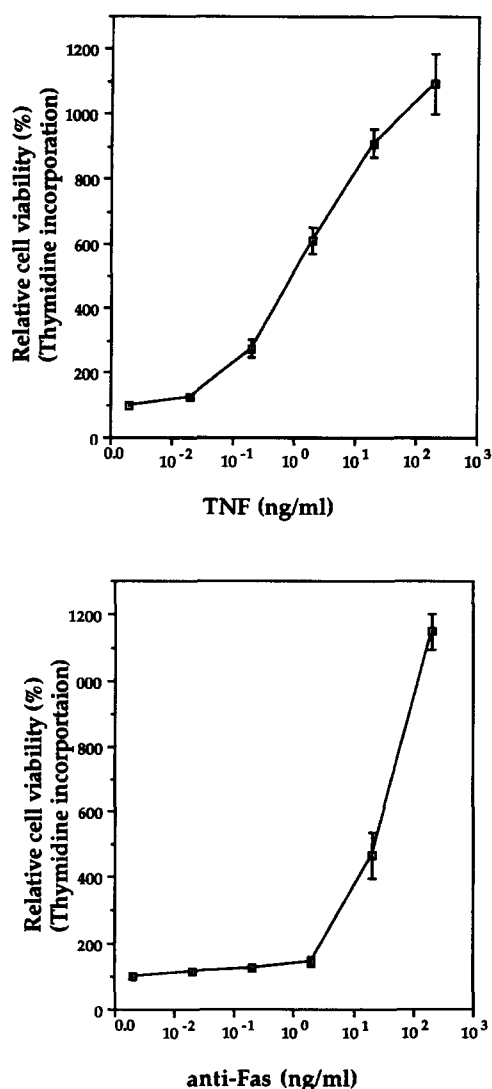 1200
1000
800
600
400
200
0
Relative cell viability (%)
(Thymidine incorporation)
0.0 10-2 10-1 100 101 102 103
TNF (ng/ml)
1200
000
600
400
200
0
Relative cell viability (%)
(Thymidine incorportaion)
0.0 10-2 10-1 100 101 102 103
anti-Fas (ng/ml)